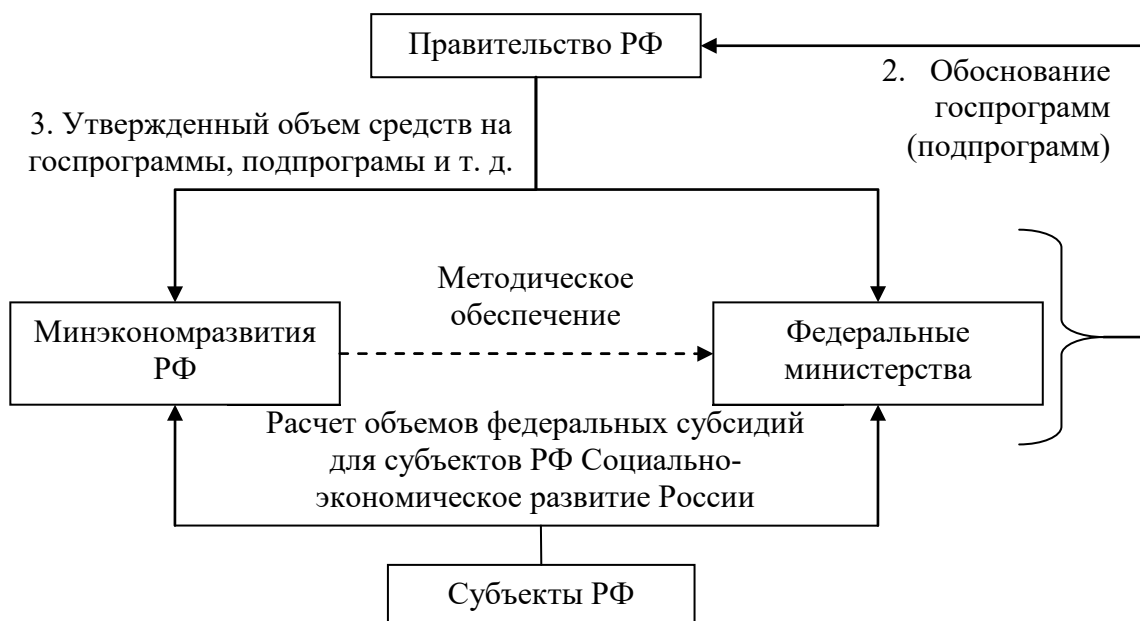 Правительство РФ
2. Обоснование
госпрограмм
(подпрограмм)
3. Утвержденный объем средств на
госпрограммы, подпрограмы и т. д.
Методическое
обеспечение
Минэкономразвития
РФ
Федеральные
министерства
Расчет объемов федеральных субсидий
для субъектов РФ Социально-
экономическое развитие России
Субъекты РФ